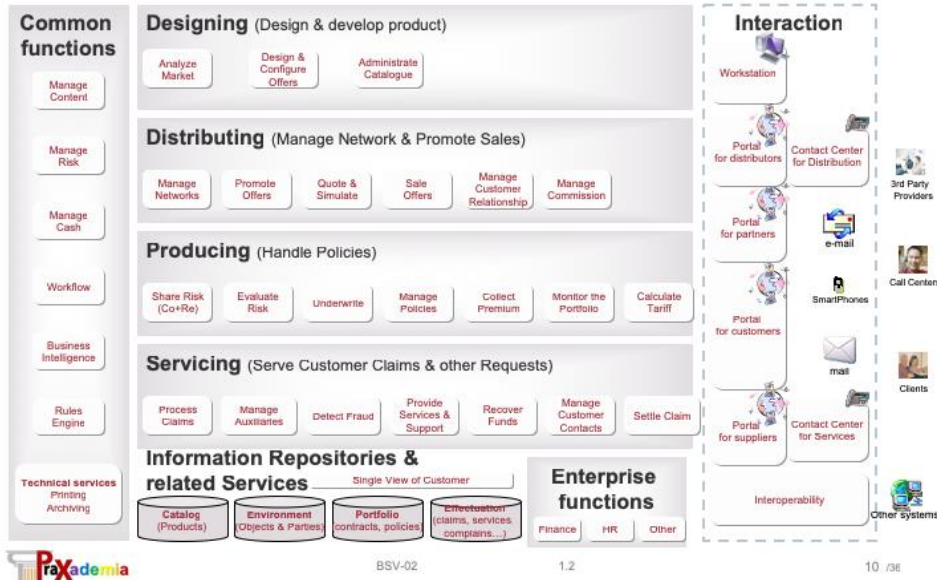 Common
functions
Manage
Content
Manage
Risk
Manage
Cash
Workflow
Business
Intelligence
Rules
Engine
Technical services
Printing
Archiving
Designing (Design & develop product)
Analyze
Market
Design &
Configure
Offers
Administrate
Catalogue
Distributing (Manage Network & Promote Sales)
Manage
Networks
Promote
Offers
Quote &
Simulate
Sale
Offers
Manage
Customer
Relationship
Manage
Commission
Producing (Handle Policies)
Share Risk
(Co+Re)
Evaluate
Risk
Underwrite
Manage
Policies
Collect
Premium
Monitor the
Portfolio
Calculate
Tariff
Servicing (Serve Customer Claims & other Requests)
Process
Claims
Manage
Auxiliaries
Detect Fraud
Provide
Services &
Support
Recover
Funds
Manage
Customer
Contacts
Settle Claim
Information Repositories &
related Services
Single View of Customer
Catalog
(Products)
Environment
(Objects & Parties)
Portfolio
(contracts, policies)
Effectuation
(claims, services
complains...)
Enterprise
functions
Finance
HR
Other
Interaction
Workstation
Portal
for distributors
Contact Center
for Distribution
Portal
for partners
e-mail
SmartPhones
Portal
for customers
mail
Portal
for suppliers
Contact Center
for Services
Interoperability
3rd Party
Providers
Call Center
Clients
Other systems
PraXademia
BSV-02
1.2
10 /36